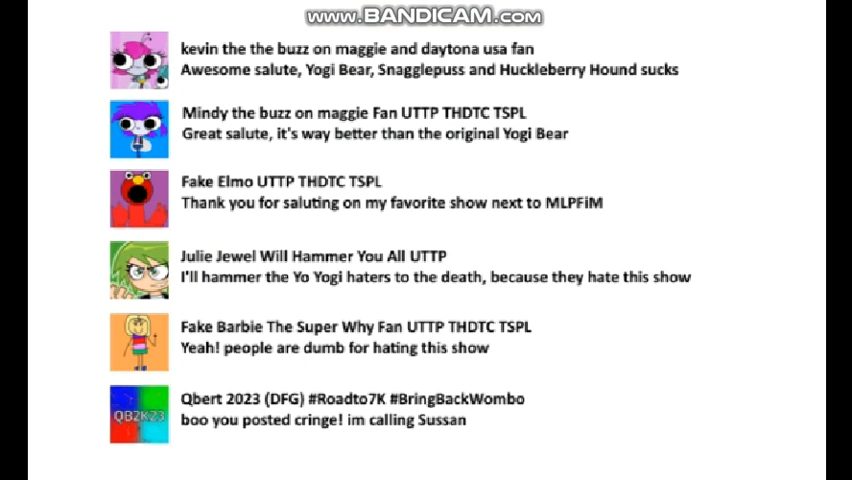 www.BANDICAM.com
kevin the the buzz on maggie and daytona usa fan
Awesome salute, Yogi Bear, Snagglepuss and Huckleberry Hound sucks
Mindy the buzz on maggie Fan UTTP THDTC TSPL
Great salute, it's way better than the original Yogi Bear
Fake Elmo UTTP THDTC TSPL
Thank you for saluting on my favorite show next to MLPFiM
Julie Jewel Will Hammer You All UTTP
I'll hammer the Yo Yogi haters to the death, because they hate this show
Fake Barbie The Super Why Fan UTTP THDTC TSPL
Yeah! people are dumb for hating this show
QB2K23
Qbert 2023 (DFG) #Roadto7K #BringBackWombo
boo you posted cringe! im calling Sussan